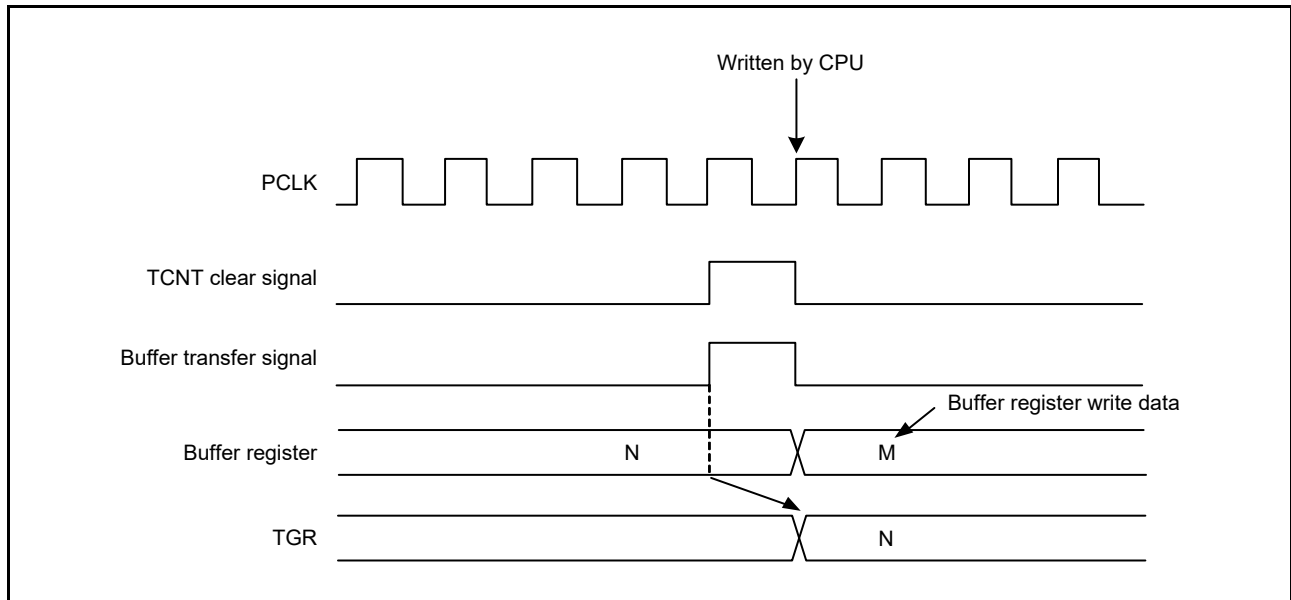 Written by CPU
PCLK
TCNT clear signal
Buffer transfer signal
Buffer register write data
Buffer register
N
M
TGR
N